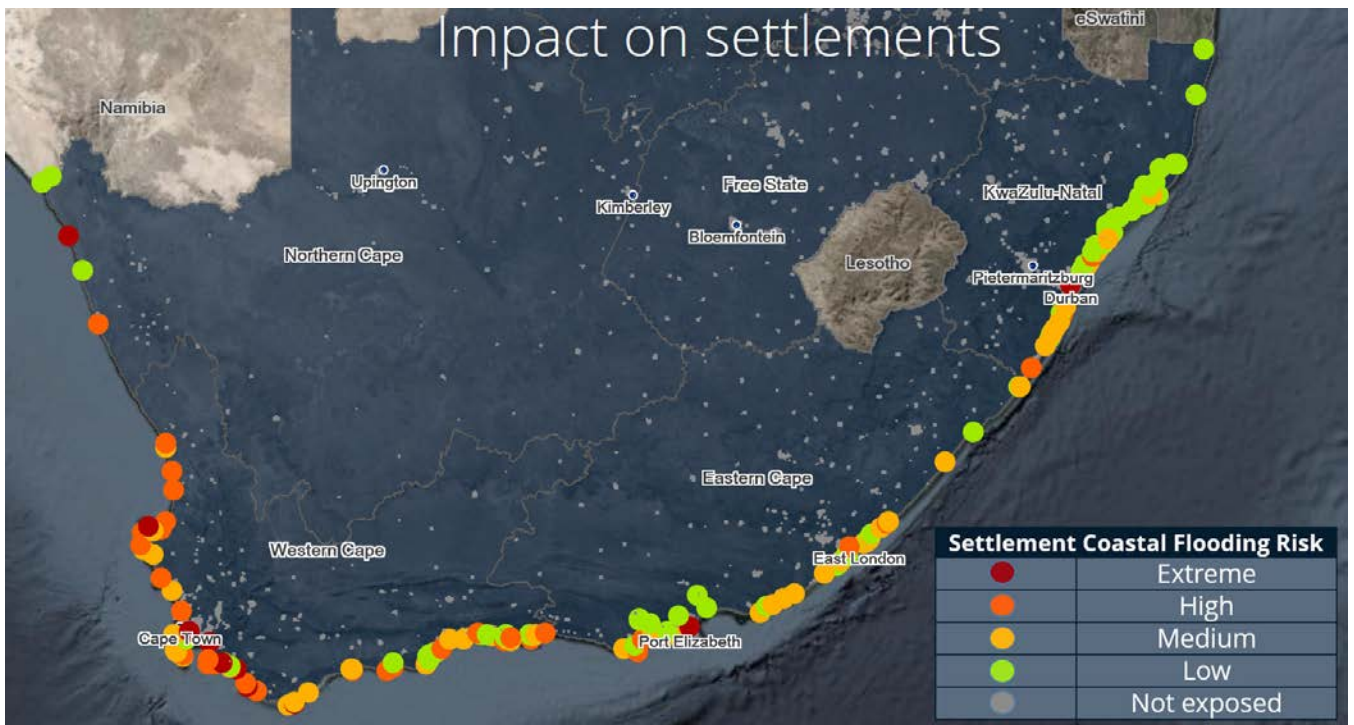 Impact on settlements
eSwatini
Namibia
Upington
Kimberley
Free State
KwaZulu-Natal
Bloemfontein
Northern Cape
Lesotho
Pietermaritzburg
Durban
Eastern Cape
Western Cape
East London
Cape Town
Port Elizabeth
Settlement Coastal Flooding Risk
Extreme
High
Medium
Low
Not exposed